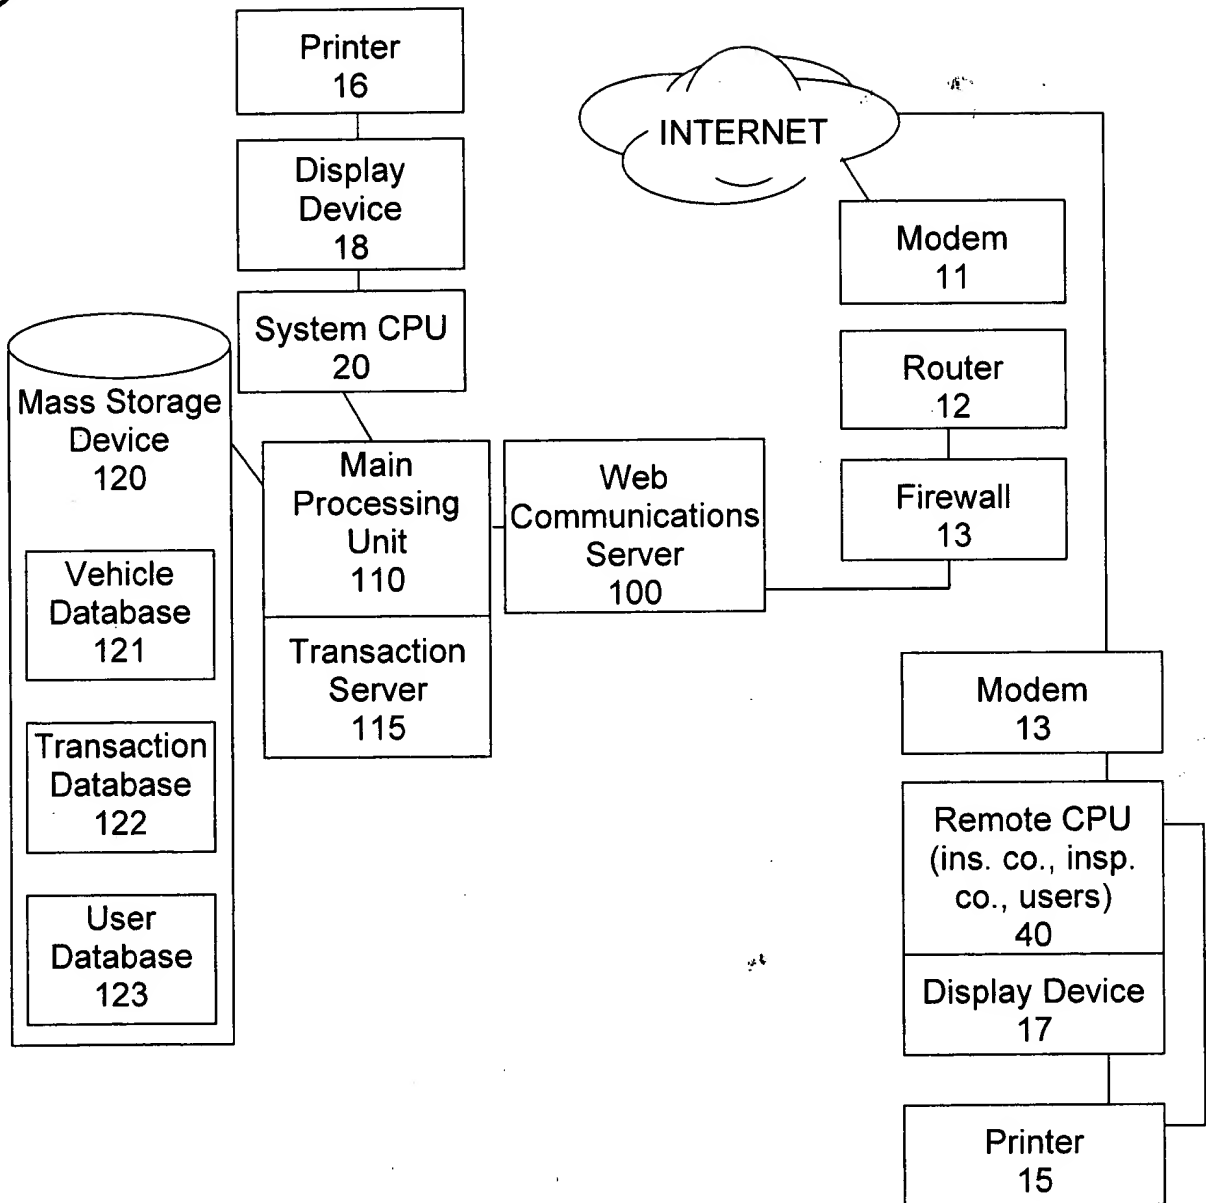 Printer
16
Display
Device
18
System CPU
20
Mass Storage
Device
120
Vehicle
Database
121
Transaction
Database
122
User
Database
123
Main
Processing
Unit
110
Transaction
Server
115
Web
Communications
Server
100
INTERNET
Modem
11
Router
12
Firewall
13
Modem
13
Remote CPU
(ins. co., insp.
co., users)
40
Display Device
17
Printer
15